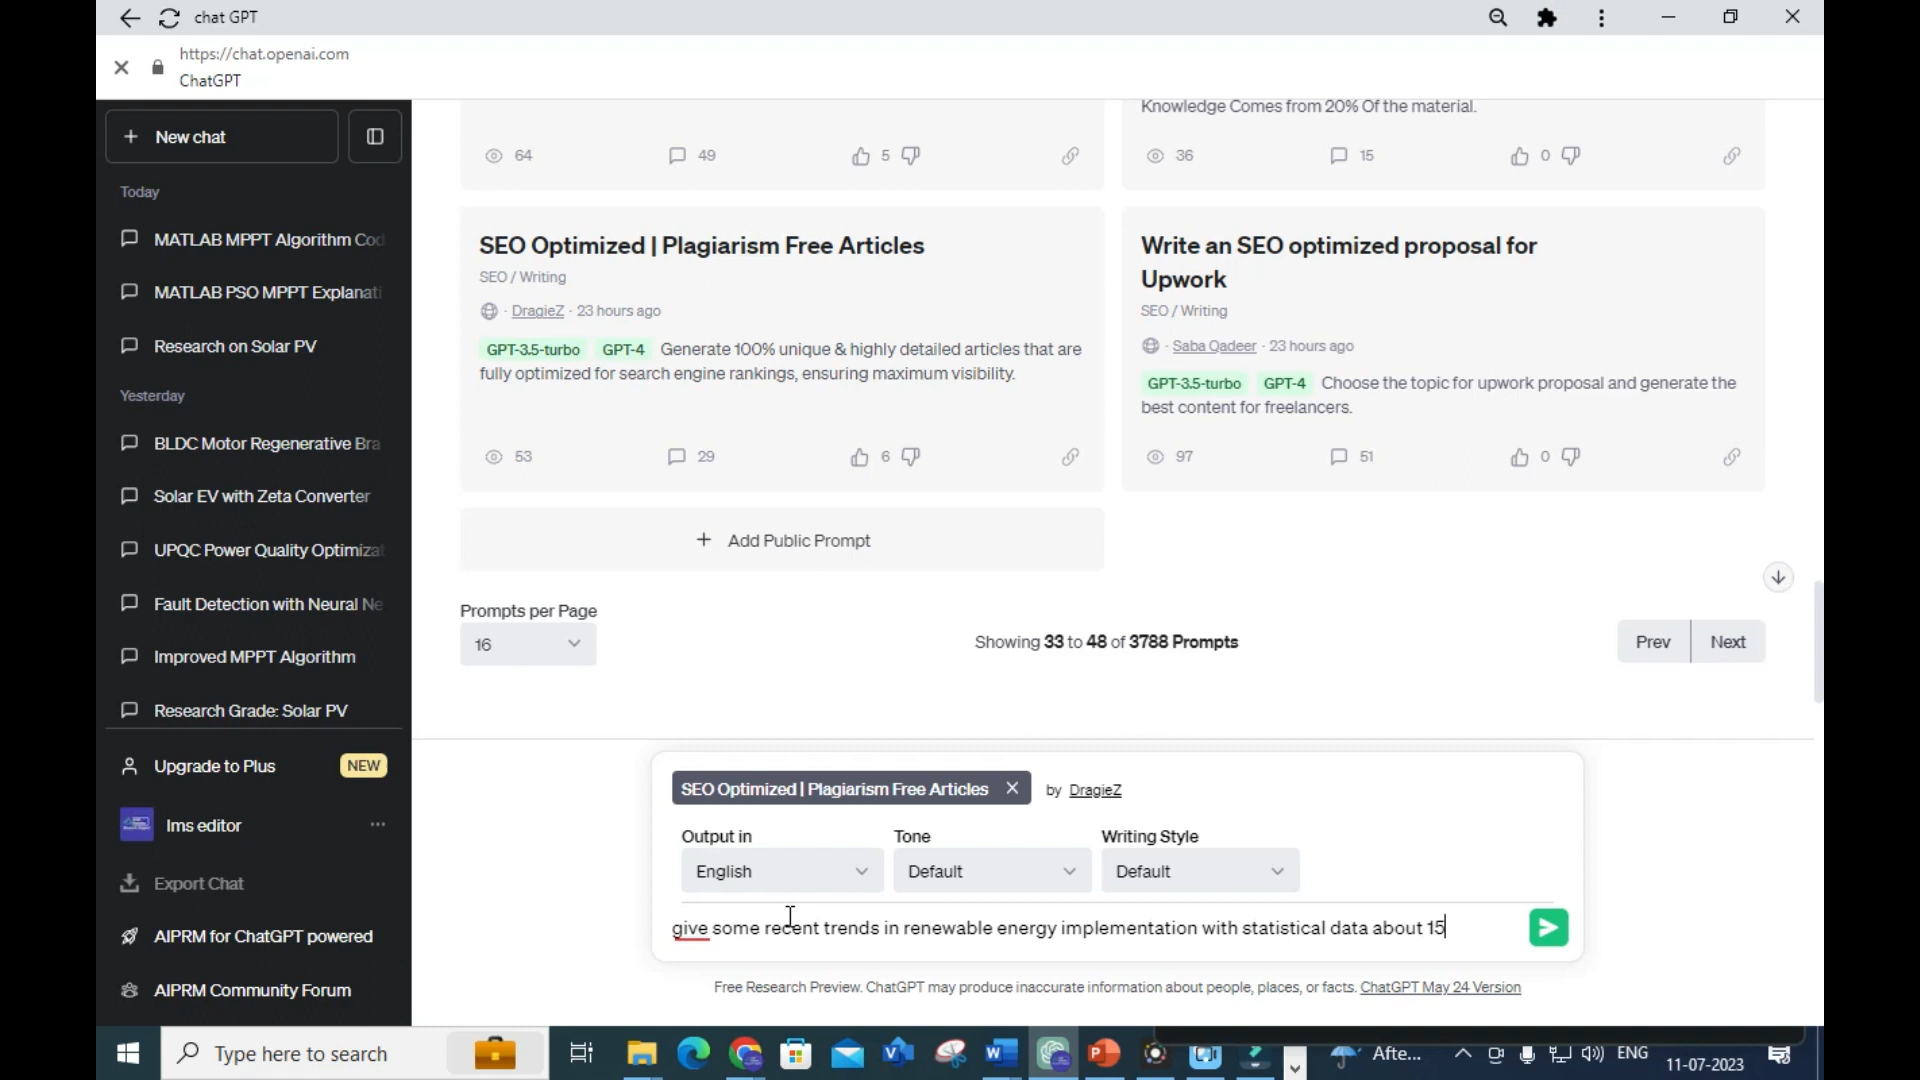 chat GPT
https://chat.openai.com
ChatGPT
New chat
Today
MATLAB MPPT Algorithm Cod
MATLAB PSO MPPT Explanati
Research on Solar PV
Yesterday
BLDC Motor Regenerative Bra
Solar EV with Zeta Converter
UPQC Power Quality Optimizat
Fault Detection with Neural Ne
Improved MPPT Algorithm
Research Grade: Solar PV
Upgrade to Plus
NEW
lms editor
Export Chat
AIPRM for ChatGPT powered
AIPRM Community Forum
Knowledge Comes from 20% Of the material.
64 49 5
36 15 0
SEO Optimized | Plagiarism Free Articles
SEO / Writing
· DragieZ · 23 hours ago
GPT-3.5-turbo GPT-4 Generate 100% unique & highly detailed articles that are
fully optimized for search engine rankings, ensuring maximum visibility.
53 29 6
Write an SEO optimized proposal for
Upwork
SEO / Writing
· Saba Qadeer · 23 hours ago
GPT-3.5-turbo GPT-4 Choose the topic for upwork proposal and generate the
best content for freelancers.
97 51 0
+ Add Public Prompt
Prompts per Page
16
Showing 33 to 48 of 3788 Prompts
Prev Next
SEO Optimized | Plagiarism Free Articles by DragieZ
Output in Tone Writing Style
English Default Default
give some recent trends in renewable energy implementation with statistical data about 15
Free Research Preview. ChatGPT may produce inaccurate information about people, places, or facts. ChatGPT May 24 Version
Type here to search
Afte...
ENG
11-07-2023